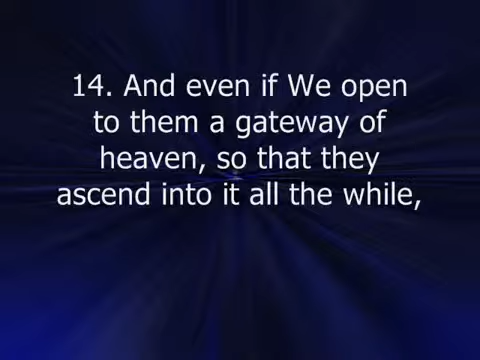 14. And even if We open
to them a gateway of
heaven, so that they
ascend into it all the while,